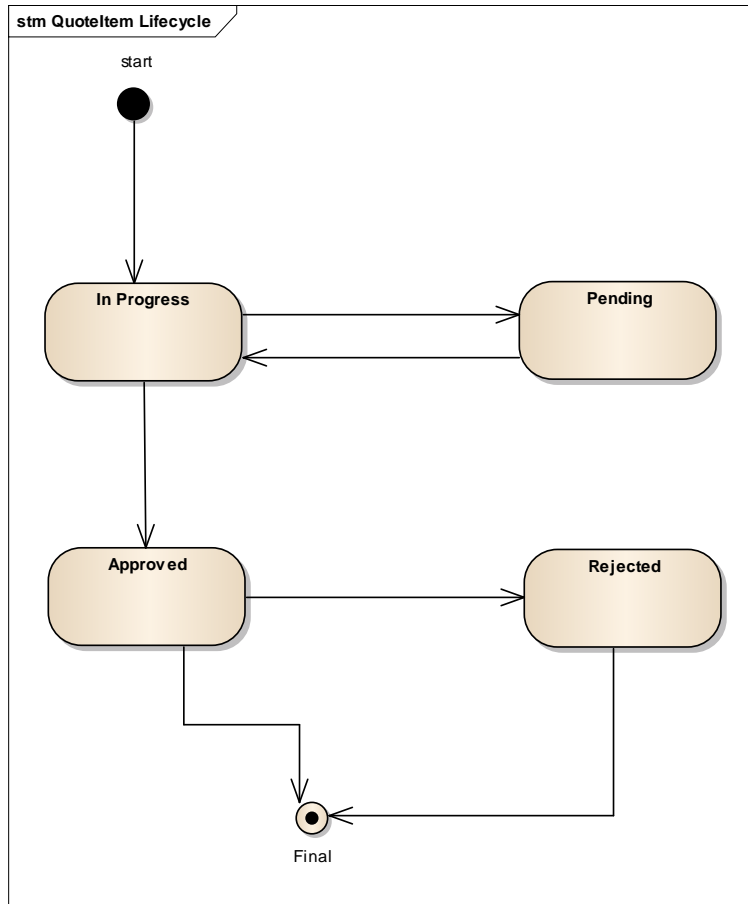 stm QuoteItem Lifecycle
start
In Progress
Pending
Approved
Rejected
Final